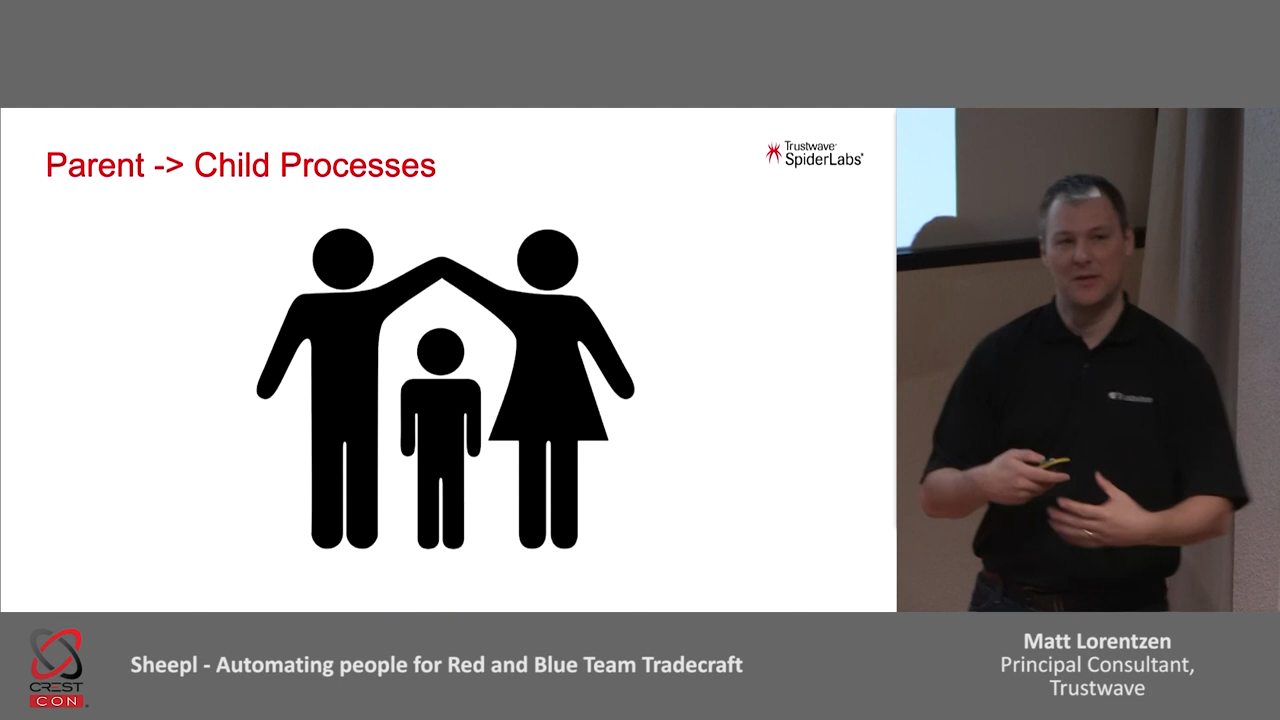 Parent -> Child Processes
Trustwave®
SpiderLabs®
Trustwave
CREST
CON
Sheepl - Automating people for Red and Blue Team Tradecraft
Matt Lorentzen
Principal Consultant,
Trustwave